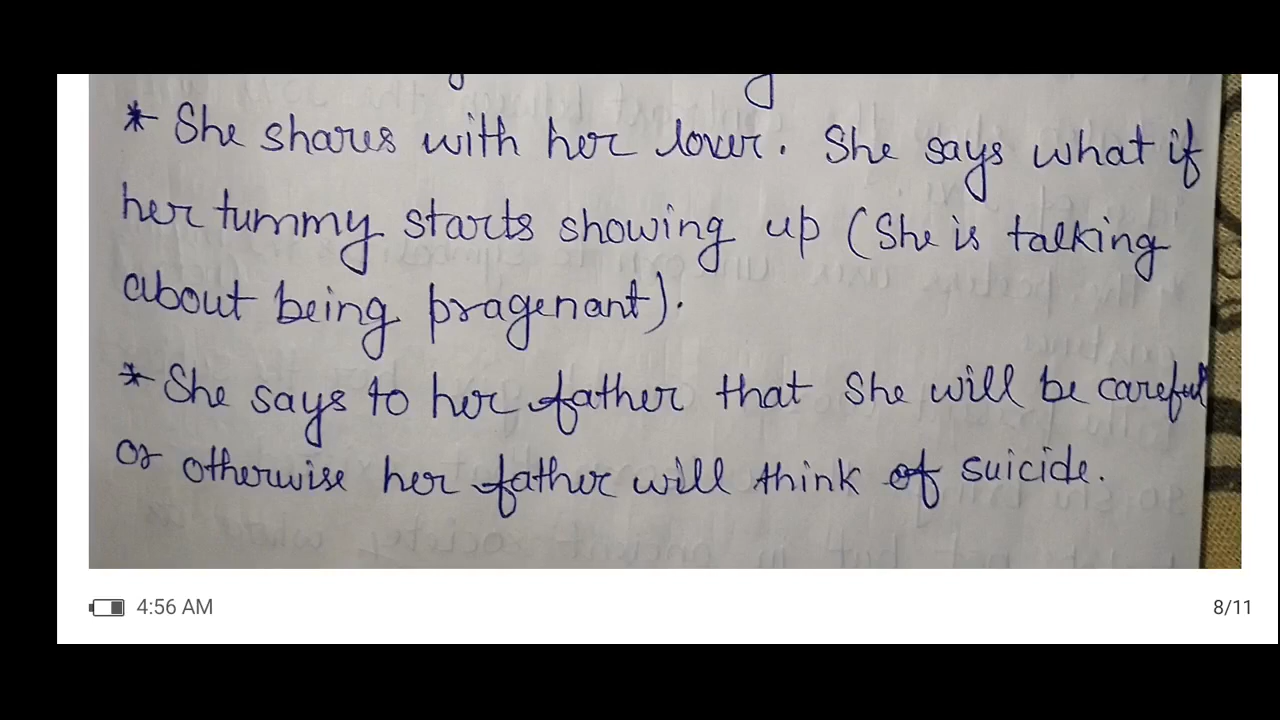 * She shares with her lover. She says what if
her tummy starts showing up (She is talking
about being pragenant).
* She says to her father that She will be careful
or otherwise her father will think of suicide.
4:56 AM
8/11